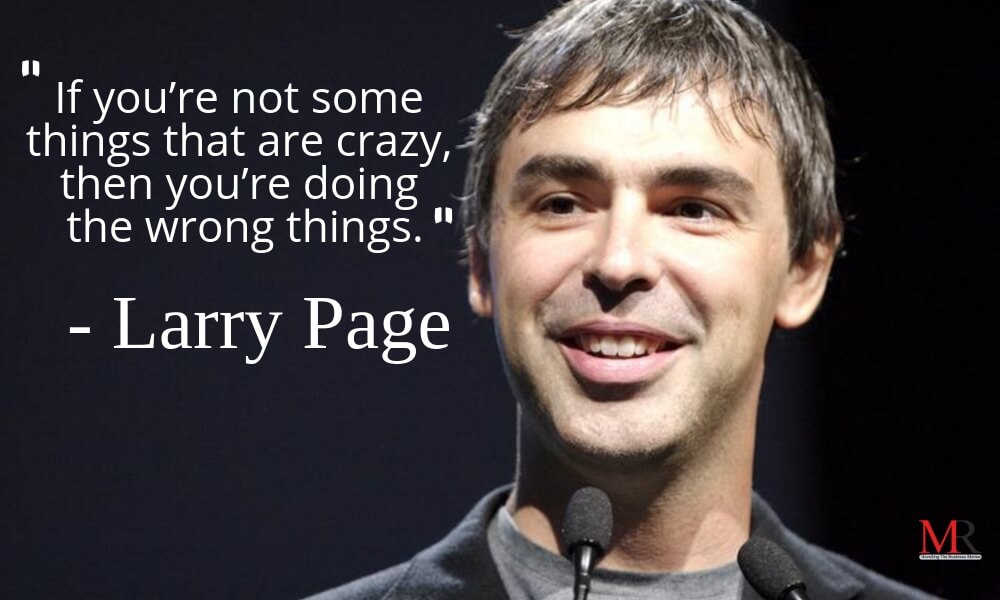 " If you’re not some
things that are crazy,
then you’re doing
the wrong things. "
- Larry Page
MR